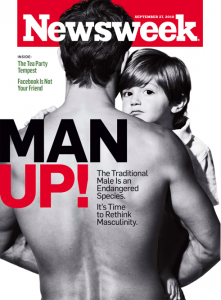 SEPTEMBER 27, 2010
Newsweek
INSIDE:
The Tea Party
Tempest
Facebook Is Not
Your Friend
MAN
UP!
The Traditional
Male Is an
Endangered
Species.
It's Time
to Rethink
Masculinity.